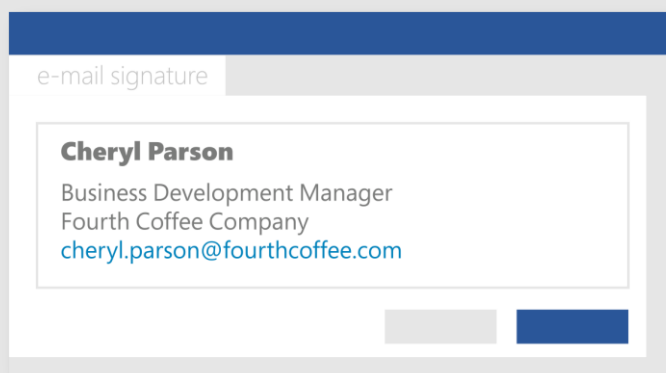 e-mail signature
Cheryl Parson
Business Development Manager
Fourth Coffee Company
cheryl.parson@fourthcoffee.com